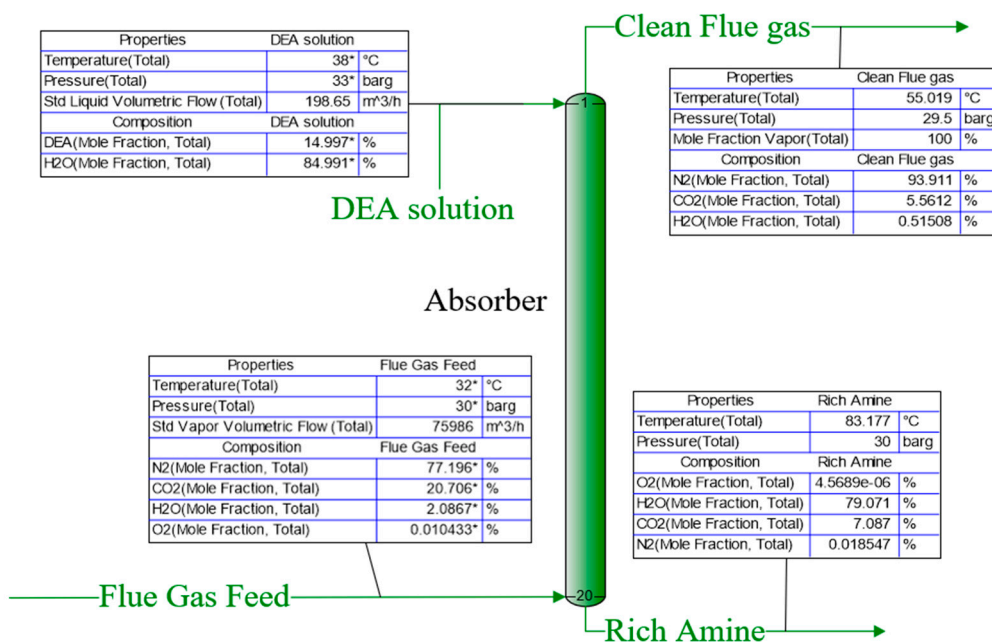 Clean Flue gas
Properties DEA solution
Temperature(Total) 38* °C
Pressure(Total) 33* barg
Std Liquid Volumetric Flow (Total) 198.65 m^3/h
Composition DEA solution
DEA(Mole Fraction, Total) 14.997* %
H2O(Mole Fraction, Total) 84.991* %
DEA solution
1
Properties Clean Flue gas
Temperature(Total) 55.019 °C
Pressure(Total) 29.5 barg
Mole Fraction Vapor(Total) 100 %
Composition Clean Flue gas
N2(Mole Fraction, Total) 93.911 %
CO2(Mole Fraction, Total) 5.5612 %
H2O(Mole Fraction, Total) 0.51508 %
Absorber
Properties Flue Gas Feed
Temperature(Total) 32* °C
Pressure(Total) 30* barg
Std Vapor Volumetric Flow (Total) 75986 m^3/h
Composition Flue Gas Feed
N2(Mole Fraction, Total) 77.196* %
CO2(Mole Fraction, Total) 20.706* %
H2O(Mole Fraction, Total) 2.0867* %
O2(Mole Fraction, Total) 0.010433* %
Properties Rich Amine
Temperature(Total) 83.177 °C
Pressure(Total) 30 barg
Composition Rich Amine
O2(Mole Fraction, Total) 4.5689e-06 %
H2O(Mole Fraction, Total) 79.071 %
CO2(Mole Fraction, Total) 7.087 %
N2(Mole Fraction, Total) 0.018547 %
Flue Gas Feed
20
Rich Amine